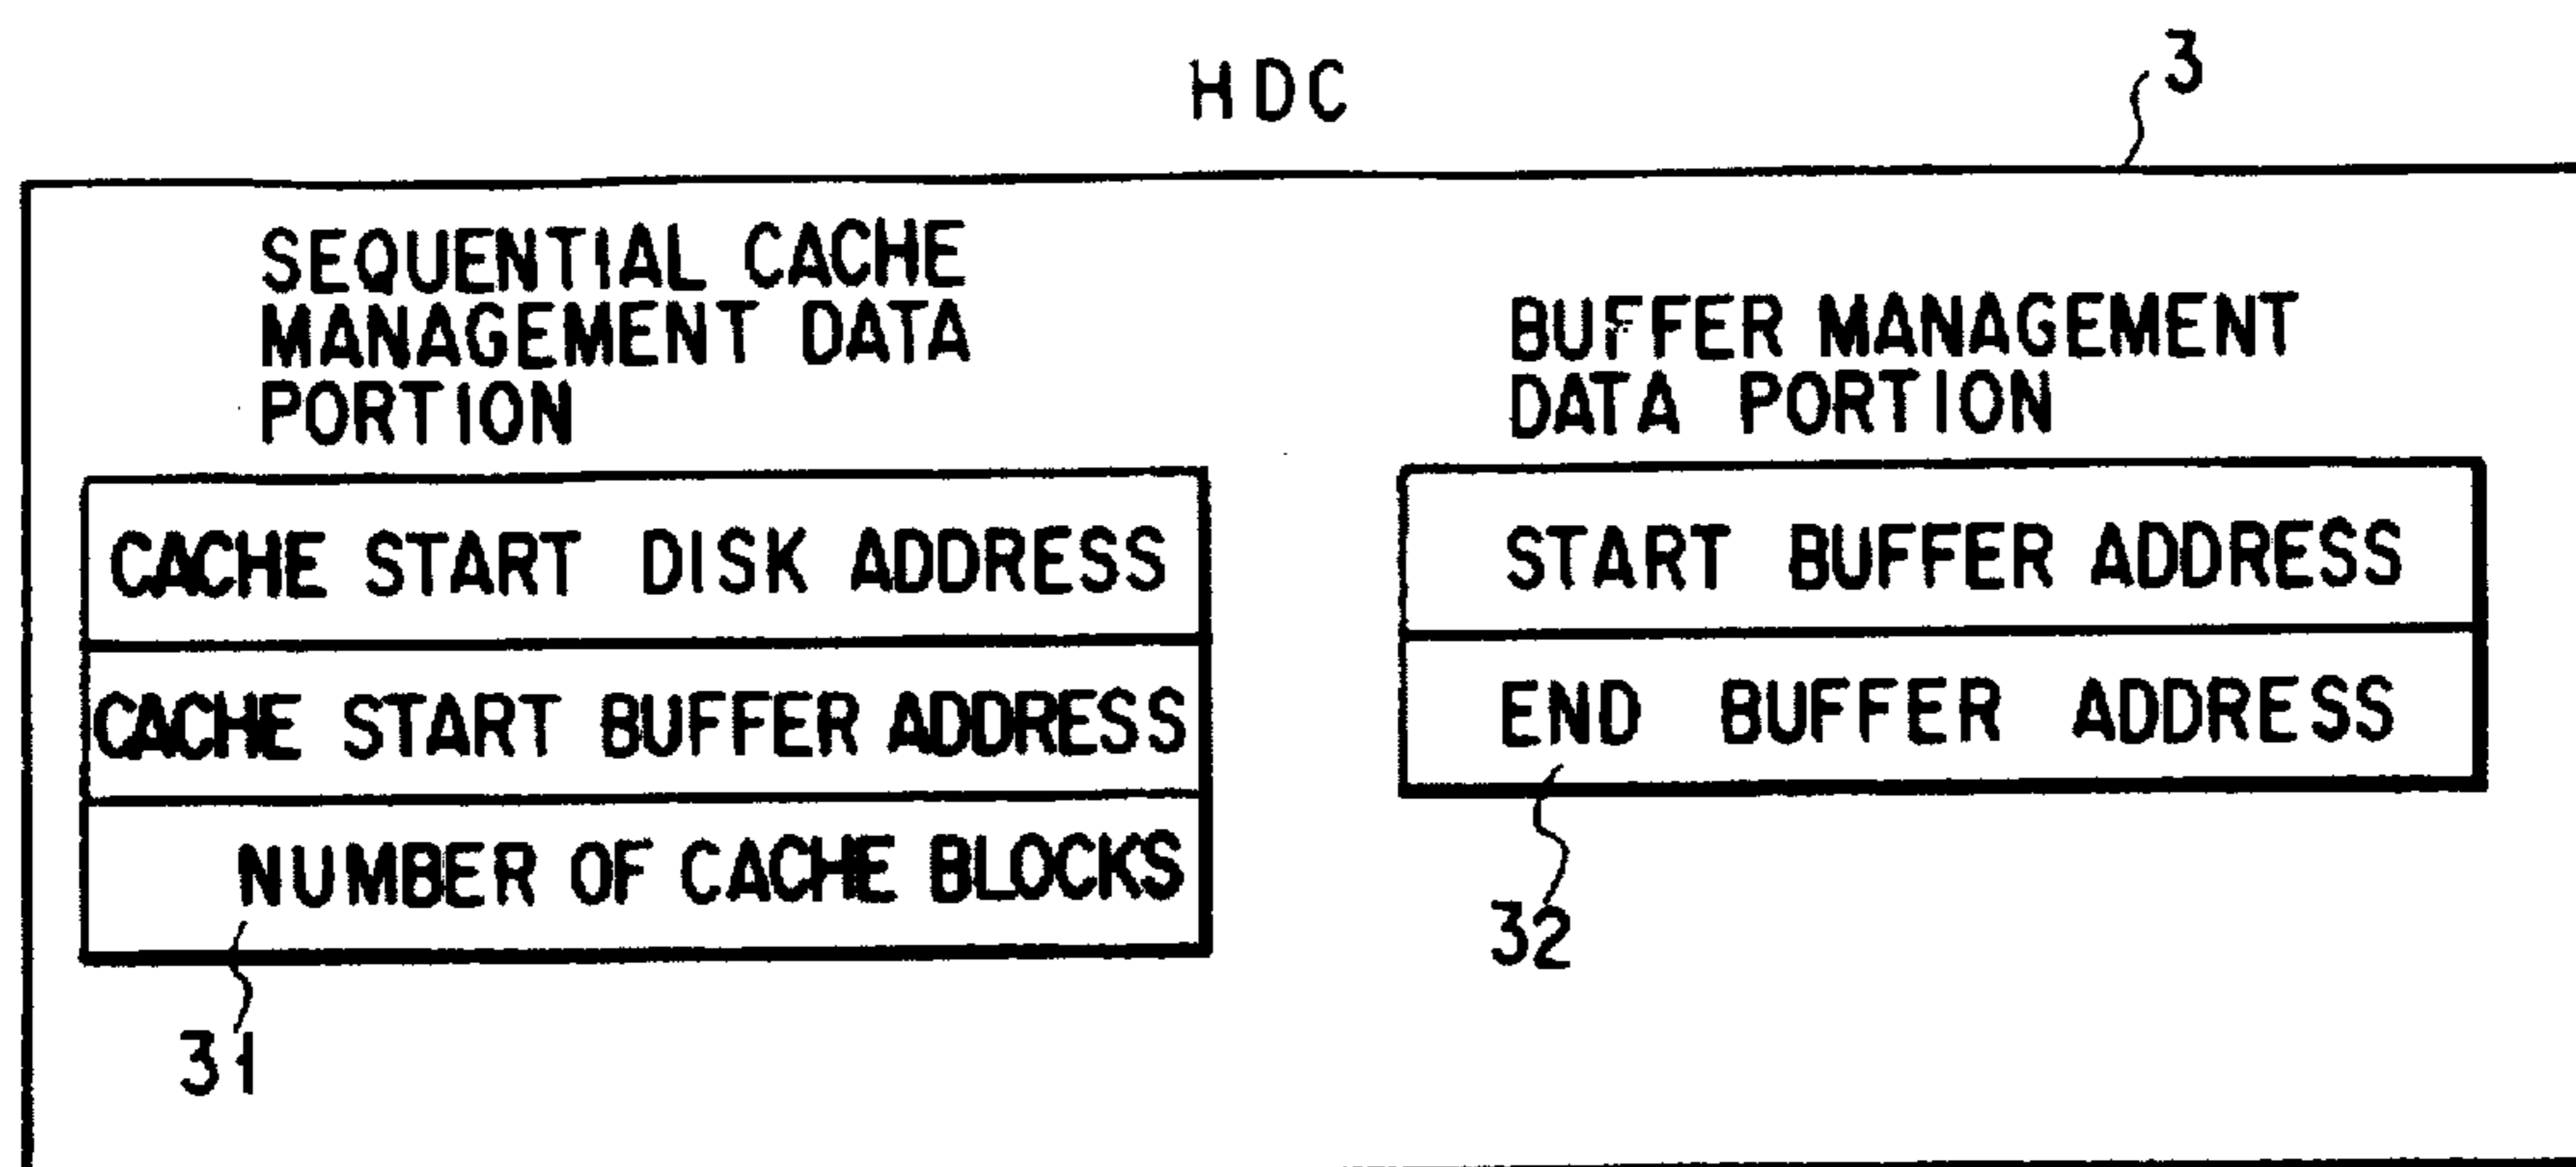 HDC
3
SEQUENTIAL CACHE
MANAGEMENT DATA
PORTION
CACHE START DISK ADDRESS
CACHE START BUFFER ADDRESS
NUMBER OF CACHE BLOCKS
31
BUFFER MANAGEMENT
DATA PORTION
START BUFFER ADDRESS
END BUFFER ADDRESS
32